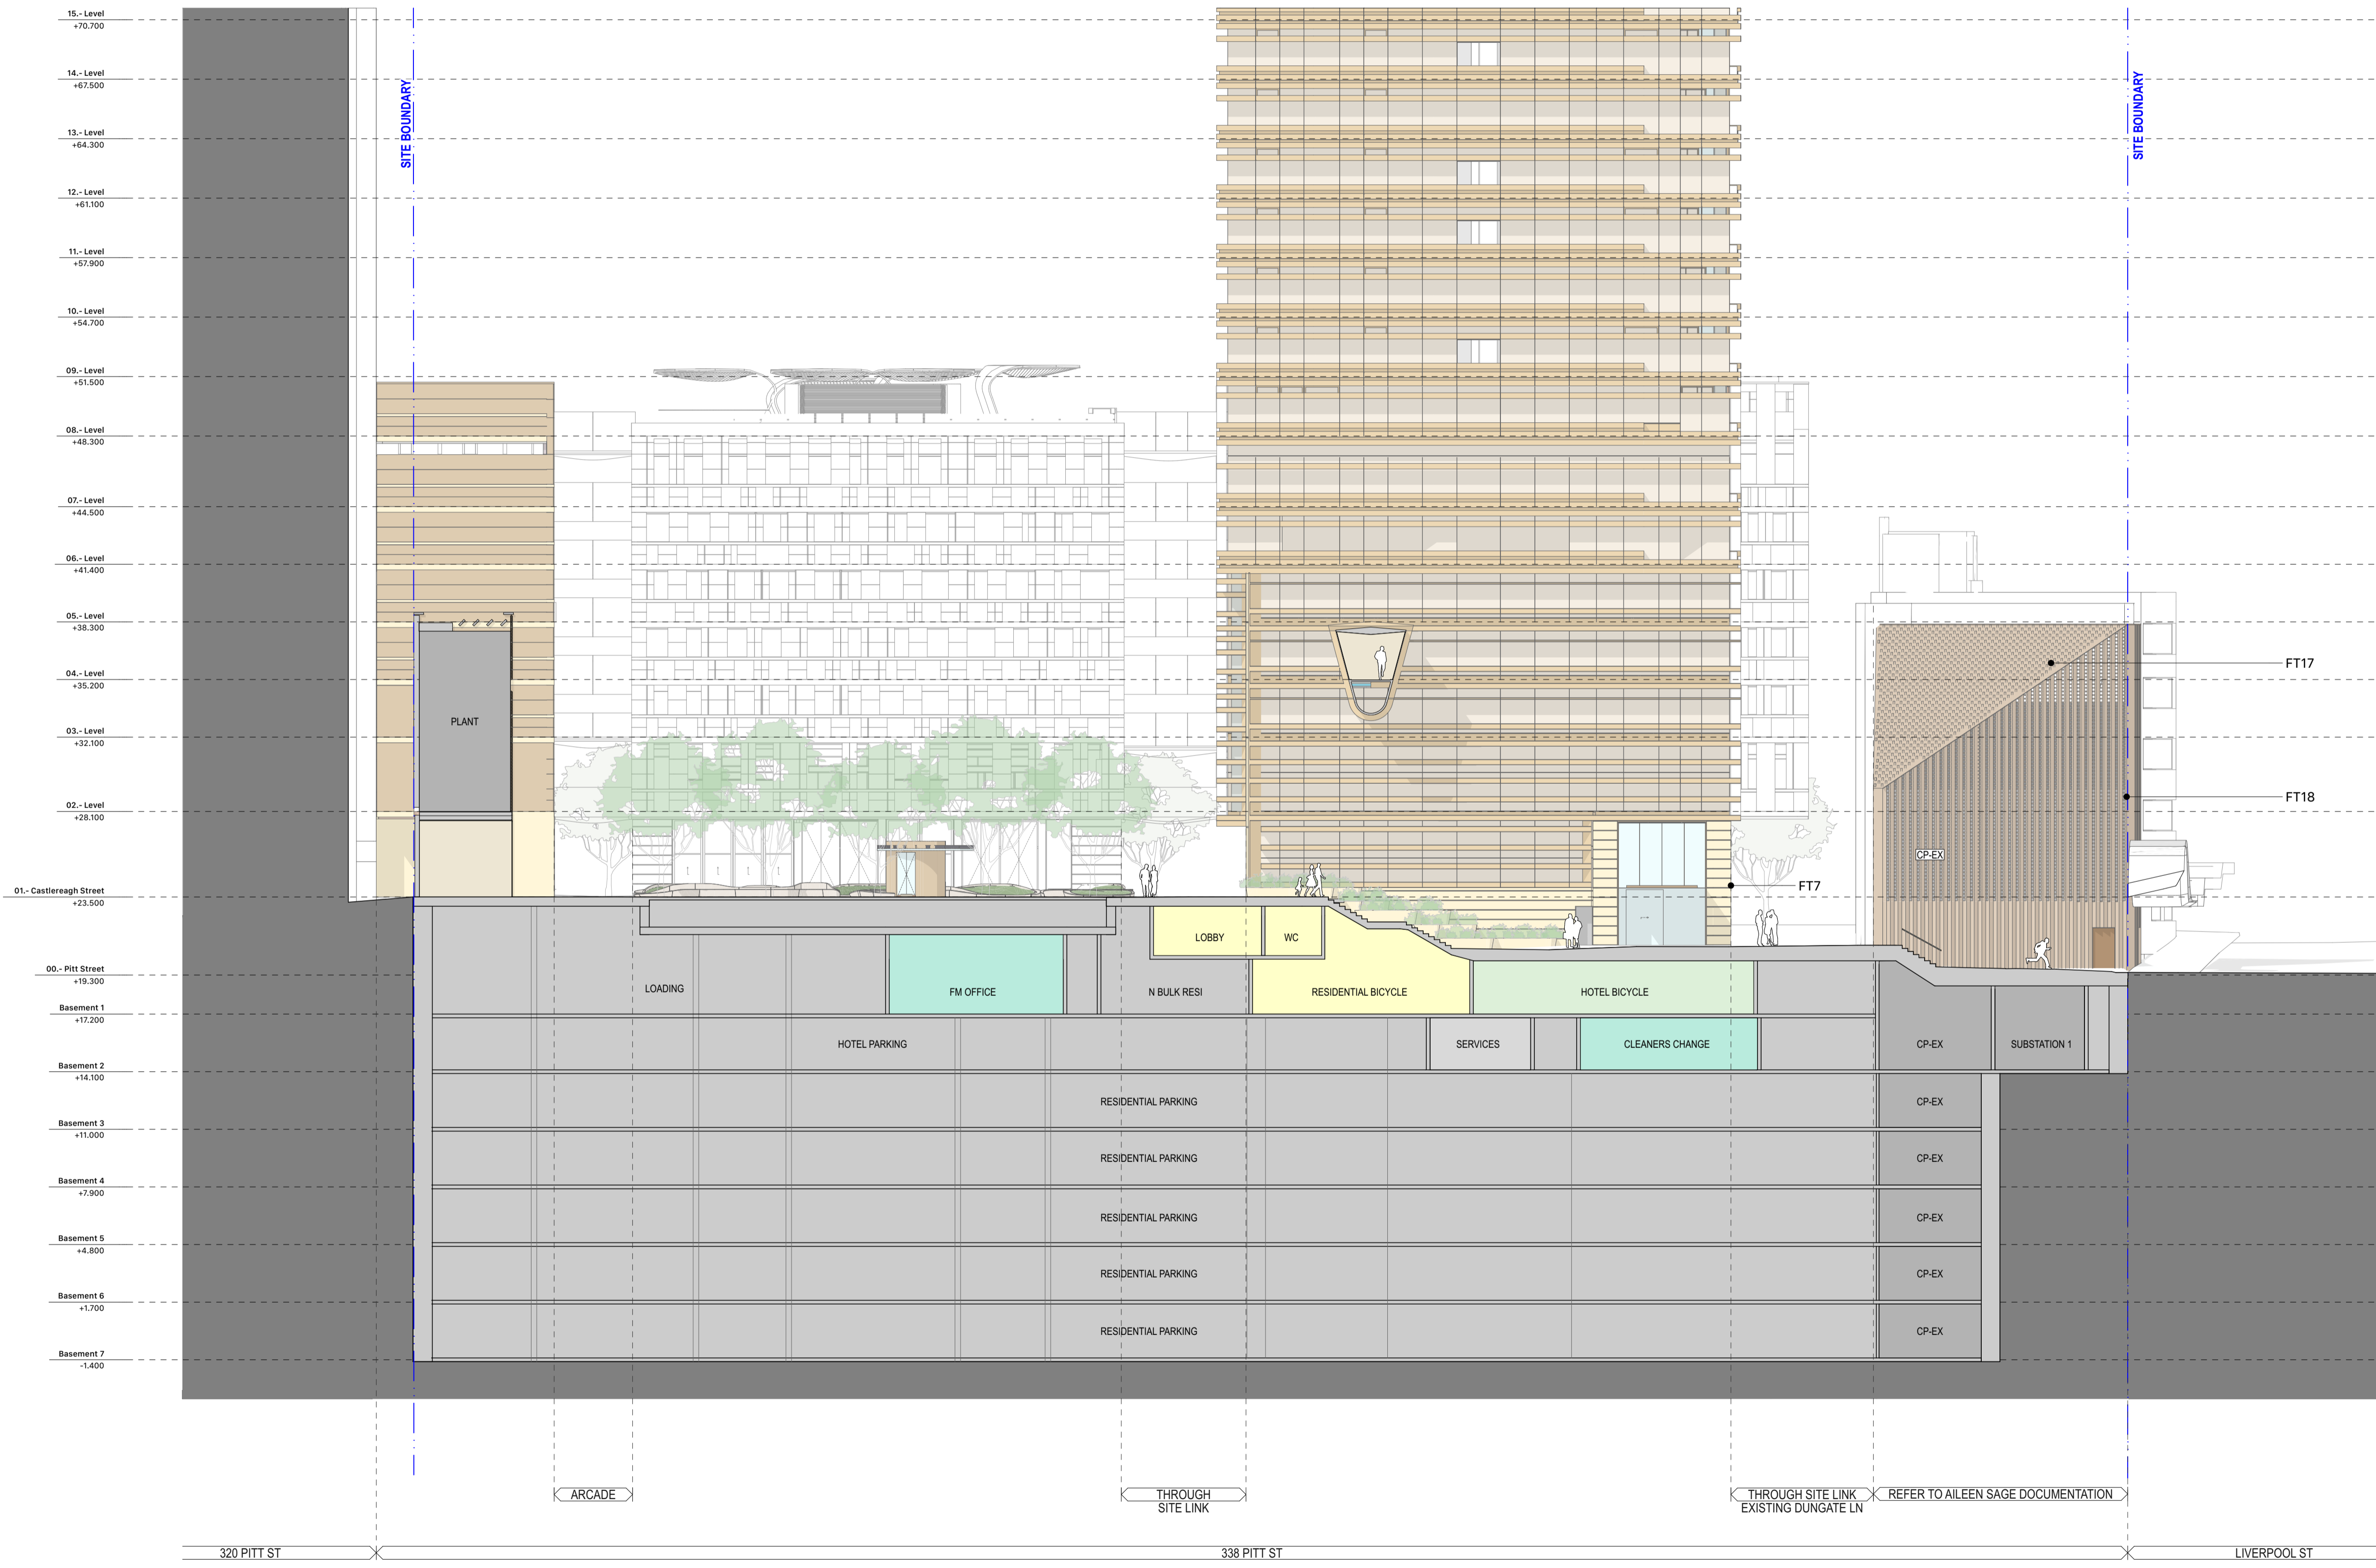 15.- Level
+70.700
14.- Level
+67.500
SITE BOUNDARY
SITE BOUNDARY
13.- Level
+64.300
12.- Level
+61.100
11.- Level
+57.900
10.- Level
+54.700
09.- Level
+51.500
08.- Level
+48.300
07.- Level
+44.500
06.- Level
+41.400
05.- Level
+38.300
FT17
04.- Level
+35.200
PLANT
03.- Level
+32.100
FT18
02.- Level
+28.100
CP-EX
FT7
01.- Castlereagh Street
+23.500
LOBBY
WC
00.- Pitt Street
+19.300
LOADING
FM OFFICE
N BULK RESI
RESIDENTIAL BICYCLE
HOTEL BICYCLE
Basement 1
+17.200
HOTEL PARKING
SERVICES
CLEANERS CHANGE
CP-EX
SUBSTATION 1
Basement 2
+14.100
RESIDENTIAL PARKING
CP-EX
Basement 3
+11.000
RESIDENTIAL PARKING
CP-EX
Basement 4
+7.900
RESIDENTIAL PARKING
CP-EX
Basement 5
+4.800
RESIDENTIAL PARKING
CP-EX
Basement 6
+1.700
RESIDENTIAL PARKING
CP-EX
Basement 7
-1.400
ARCADE
THROUGH
SITE LINK
THROUGH SITE LINK
EXISTING DUNGATE LN
REFER TO AILEEN SAGE DOCUMENTATION
320 PITT ST
338 PITT ST
LIVERPOOL ST